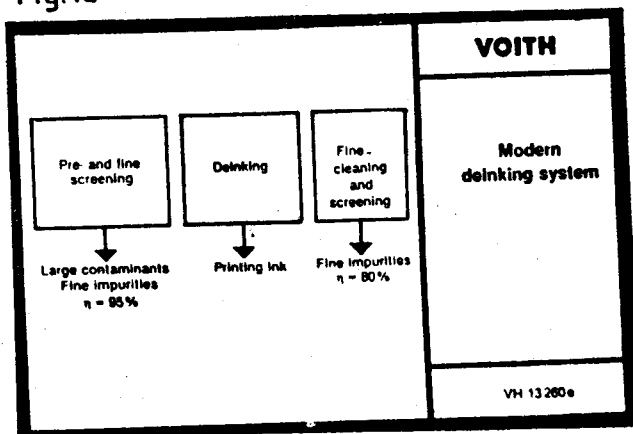 VOITH
Pre- and fine
screening
Deinking
Fine-
cleaning
and
screening
Large contaminants
Fine impurities
η = 95%
Printing ink
Fine impurities
η = 80%
Modern
deinking system
VH 13260e